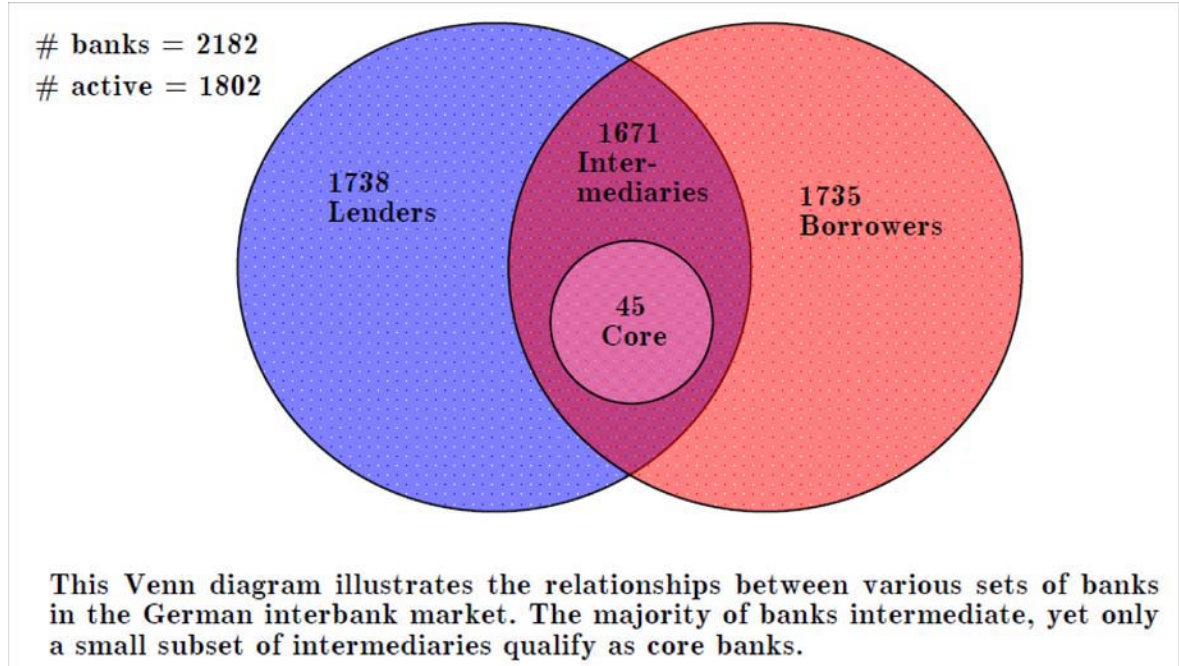 # banks = 2182
# active = 1802
1738
Lenders
1671
Inter-
mediaries
1735
Borrowers
45
Core
This Venn diagram illustrates the relationships between various sets of banks
in the German interbank market. The majority of banks intermediate, yet only
a small subset of intermediaries qualify as core banks.